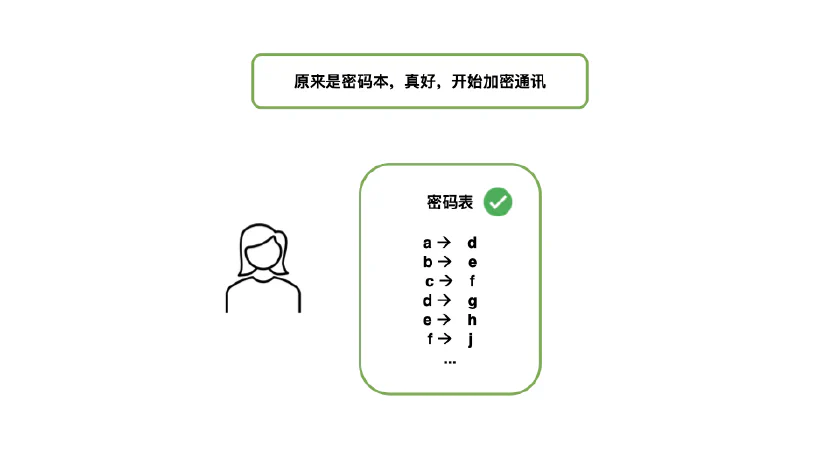 原来是密码本，真好，开始加密通讯
密码表
a → d
b → e
c → f
d → g
e → h
f → j
...